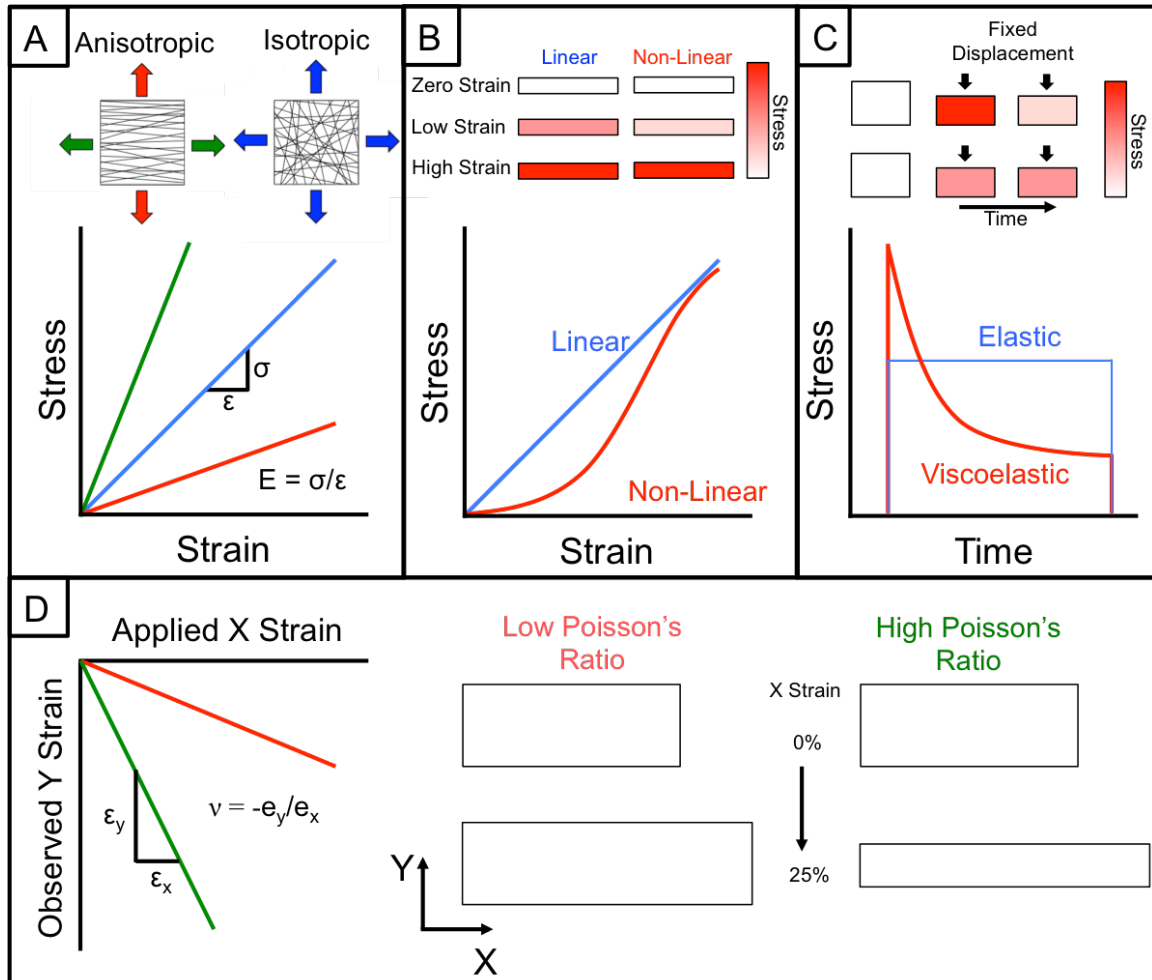 A
Anisotropic
Isotropic
Stress
σ
ε
E = σ/ε
Strain
B
Linear
Non-Linear
Zero Strain
Low Strain
High Strain
Stress
Stress
Linear
Non-Linear
Strain
C
Fixed
Displacement
Stress
Time
Stress
Elastic
Viscoelastic
Time
D
Applied X Strain
Observed Y Strain
εy
εx
ν = -ey/ex
Low Poisson's
Ratio
Y
X
X Strain
0%
25%
High Poisson's
Ratio